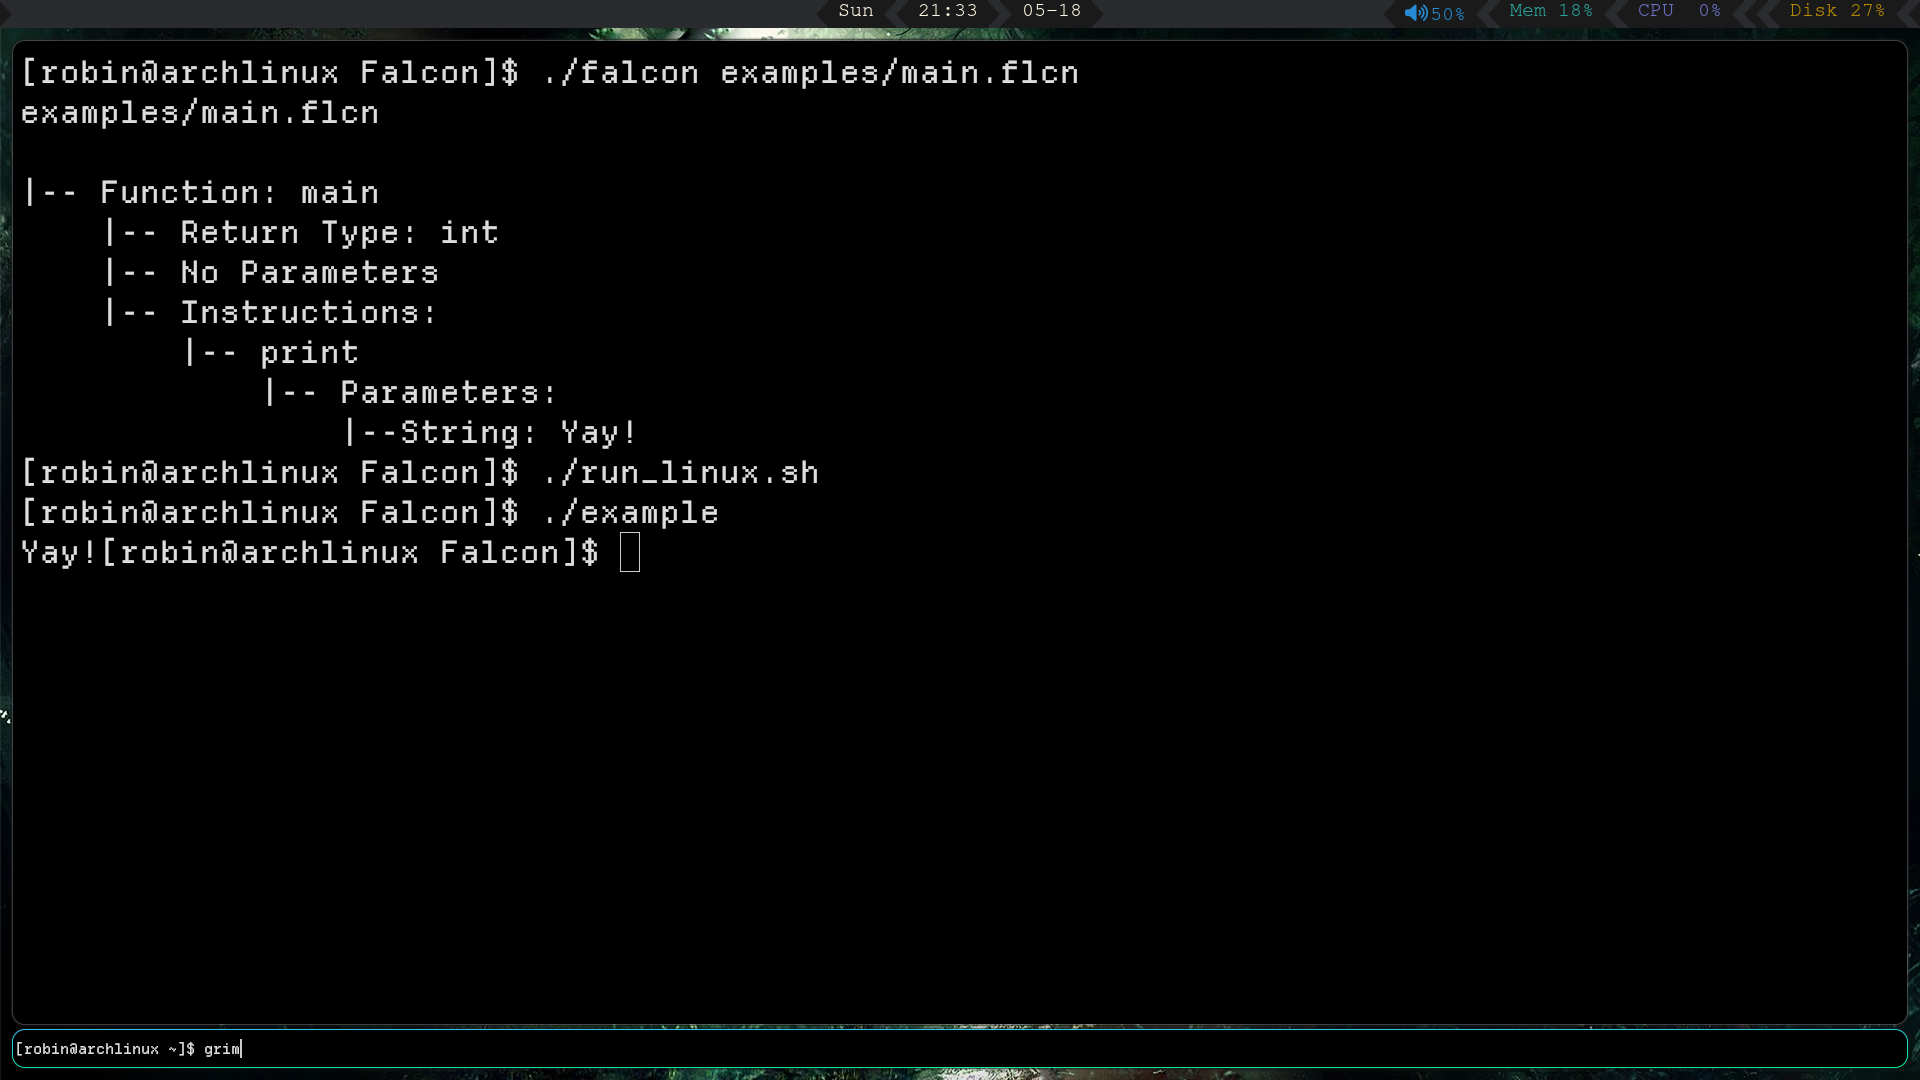 Sun 21:33 05-18 50% Mem 18% CPU 0% Disk 27%
[robin@archlinux Falcon]$ ./falcon examples/main.flcn
examples/main.flcn
|-- Function: main
|-- Return Type: int
|-- No Parameters
|-- Instructions:
|-- print
|-- Parameters:
|--String: Yay!
[robin@archlinux Falcon]$ ./run_linux.sh
[robin@archlinux Falcon]$ ./example
Yay![robin@archlinux Falcon]$
[robin@archlinux ~]$ grim